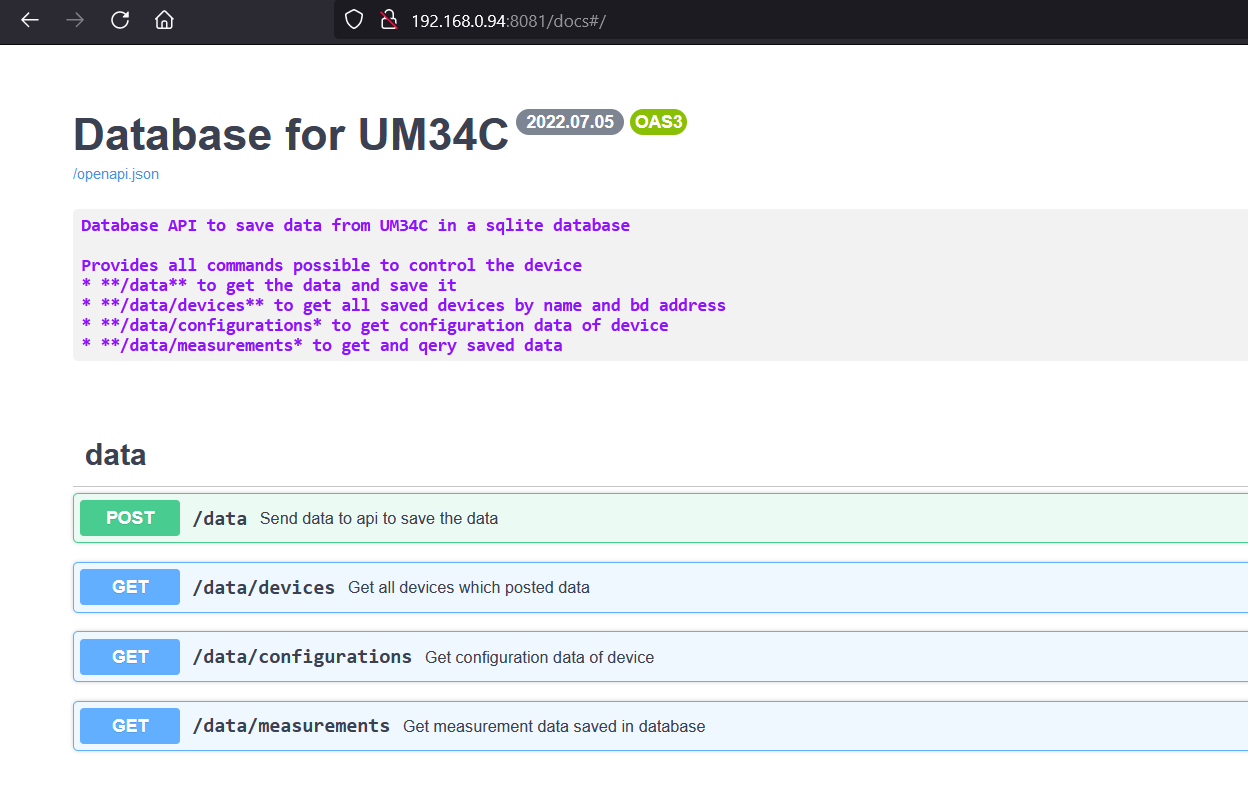 192.168.0.94:8081/docs#/
Database for UM34C 2022.07.05 OAS3
/openapi.json
Database API to save data from UM34C in a sqlite database
Provides all commands possible to control the device
* **/data** to get the data and save it
* **/data/devices** to get all saved devices by name and bd address
* **/data/configurations* to get configuration data of device
* **/data/measurements* to get and qery saved data
data
POST /data Send data to api to save the data
GET /data/devices Get all devices which posted data
GET /data/configurations Get configuration data of device
GET /data/measurements Get measurement data saved in database